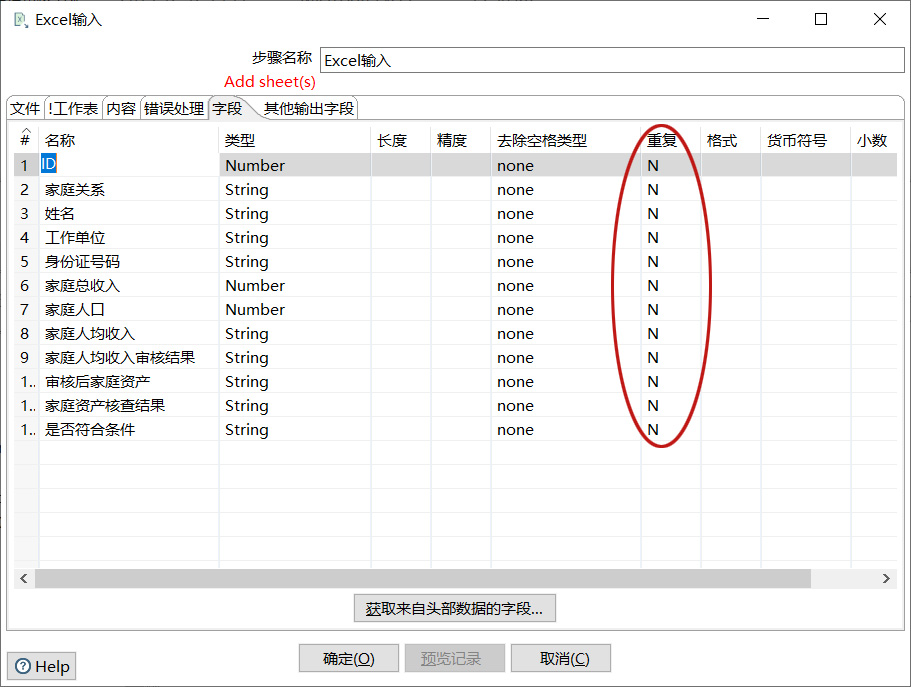 Excel输入
步骤名称 Excel输入
Add sheet(s)
文件 !工作表 内容 错误处理 字段 其他输出字段
# 名称 类型 长度 精度 去除空格类型 重复 格式 货币符号 小数
1 ID Number none N
2 家庭关系 String none N
3 姓名 String none N
4 工作单位 String none N
5 身份证号码 String none N
6 家庭总收入 Number none N
7 家庭人口 Number none N
8 家庭人均收入 String none N
9 家庭人均收入审核结果 String none N
1.. 审核后家庭资产 String none N
1.. 家庭资产核查结果 String none N
1.. 是否符合条件 String none N
获取来自头部数据的字段...
Help 确定(O) 预览记录 取消(C)